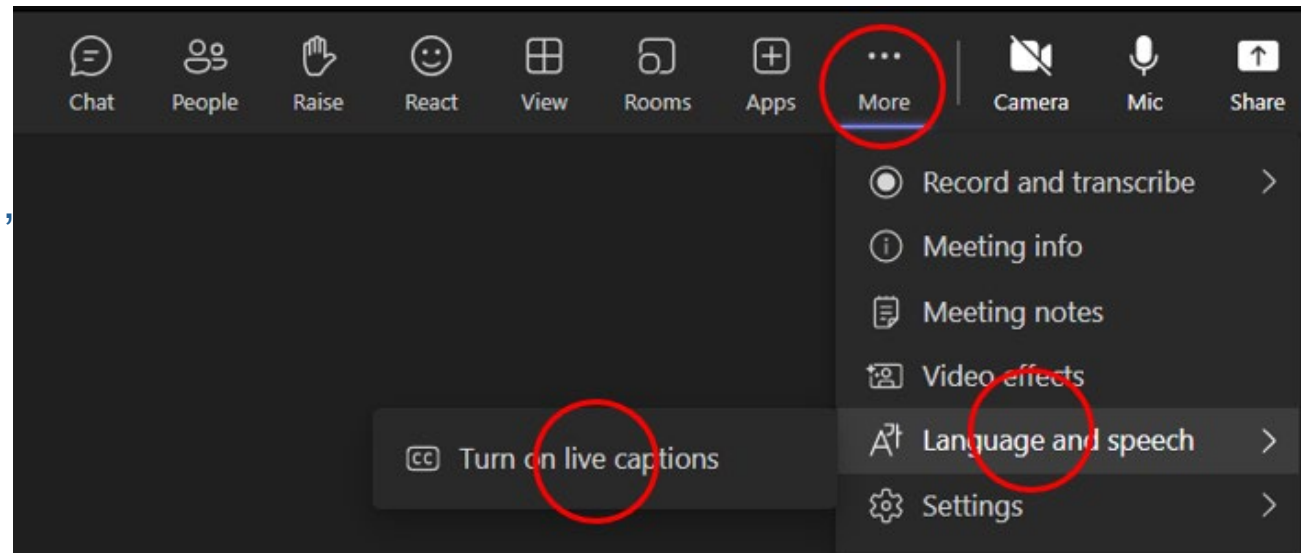 Chat People Raise React View Rooms Apps More Camera Mic Share
,
Record and transcribe
Meeting info
Meeting notes
Video effects
Language and speech
CC Turn on live captions
Settings